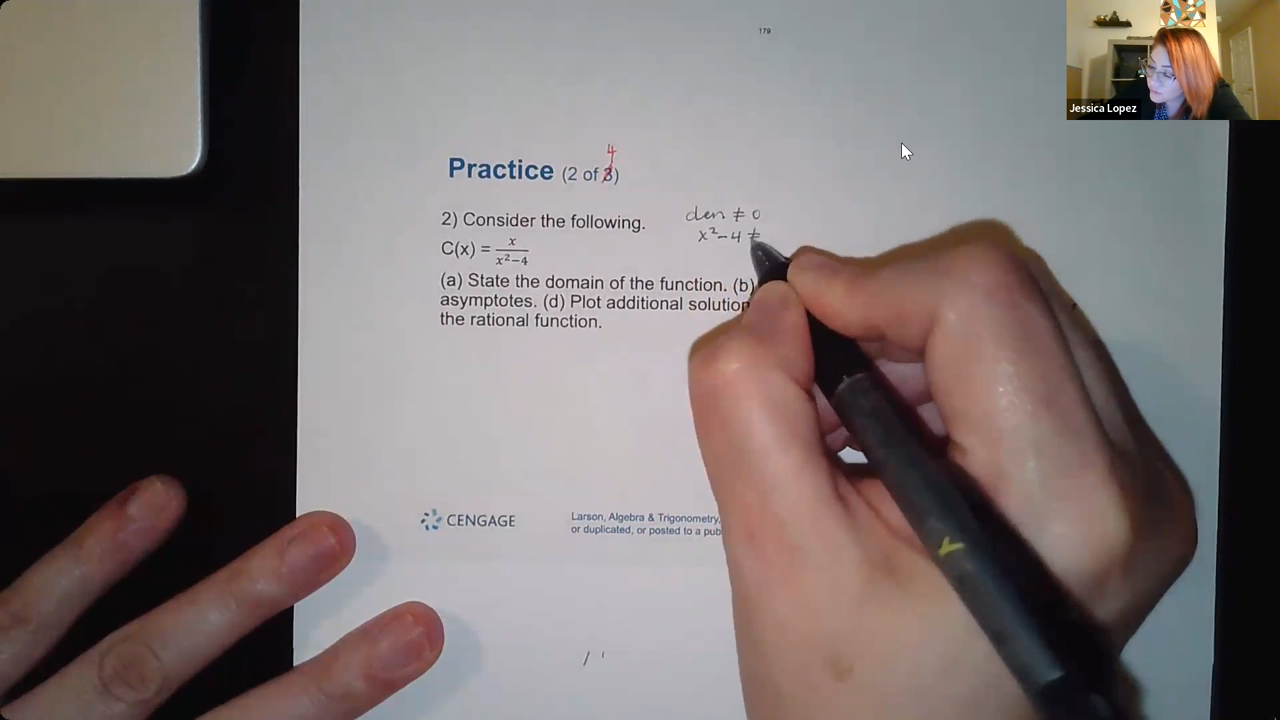 179
Jessica Lopez
4
Practice (2 of 3)
2) Consider the following.
den ≠ 0
C(x) = x / x²−4
x²−4 ≠
(a) State the domain of the function. (b)
asymptotes. (d) Plot additional solution
the rational function.
CENGAGE
Larson, Algebra & Trigonometry
or duplicated, or posted to a pub